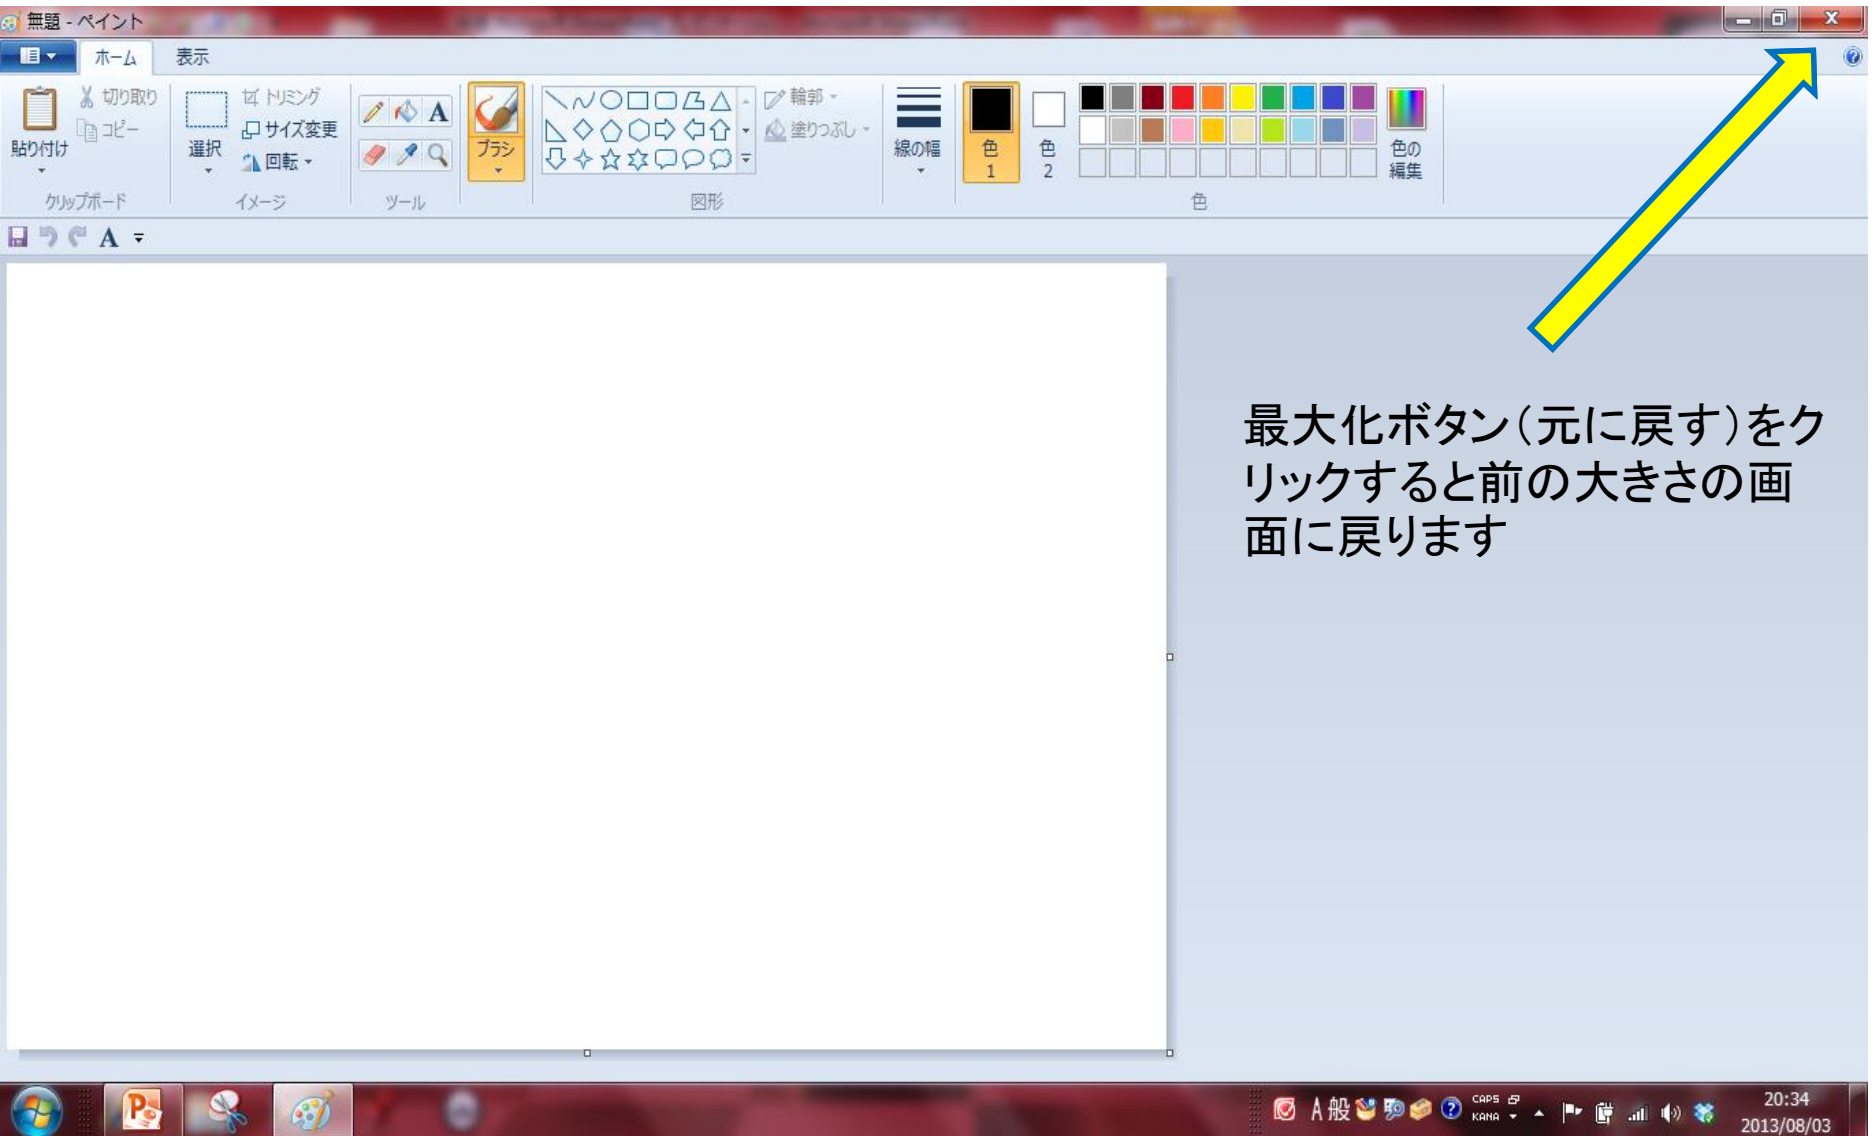 無題 - ペイント
ホーム 表示
貼り付け
切り取り
コピー
クリップボード
選択
トリミング
サイズ変更
回転
イメージ
A
ツール
ブラシ
輪郭
塗りつぶし
図形
線の幅
色
1
色
2
色の
編集
色
A
最大化ボタン（元に戻す）をク
リックすると前の大きさの画
面に戻ります
A 般
CAPS
KANA
20:34
2013/08/03